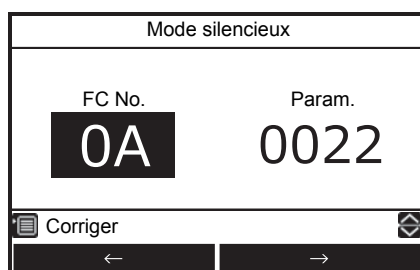 Mode silencieux
FC No. Param.
0A 0022
Corriger
← →